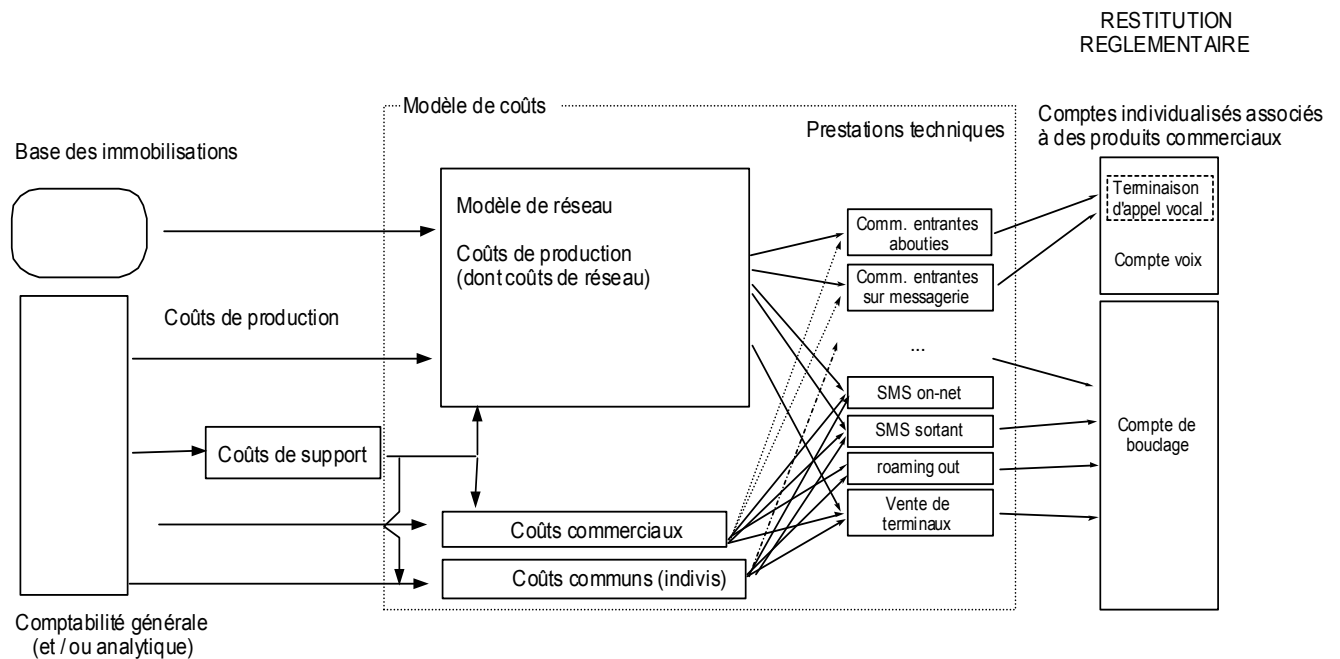 RESTITUTION
REGLEMENTAIRE
Modèle de coûts
Prestations techniques
Comptes individualisés associés
à des produits commerciaux
Base des immobilisations
Modèle de réseau
Coûts de production
(dont coûts de réseau)
Comm. entrantes
abouties
Comm. entrantes
sur messagerie
...
SMS on-net
SMS sortant
roaming out
Vente de
terminaux
Terminaison
d'appel vocal
Compte voix
Compte de
bouclage
Coûts de production
Coûts de support
Coûts commerciaux
Coûts communs (indivis)
Comptabilité générale
(et / ou analytique)